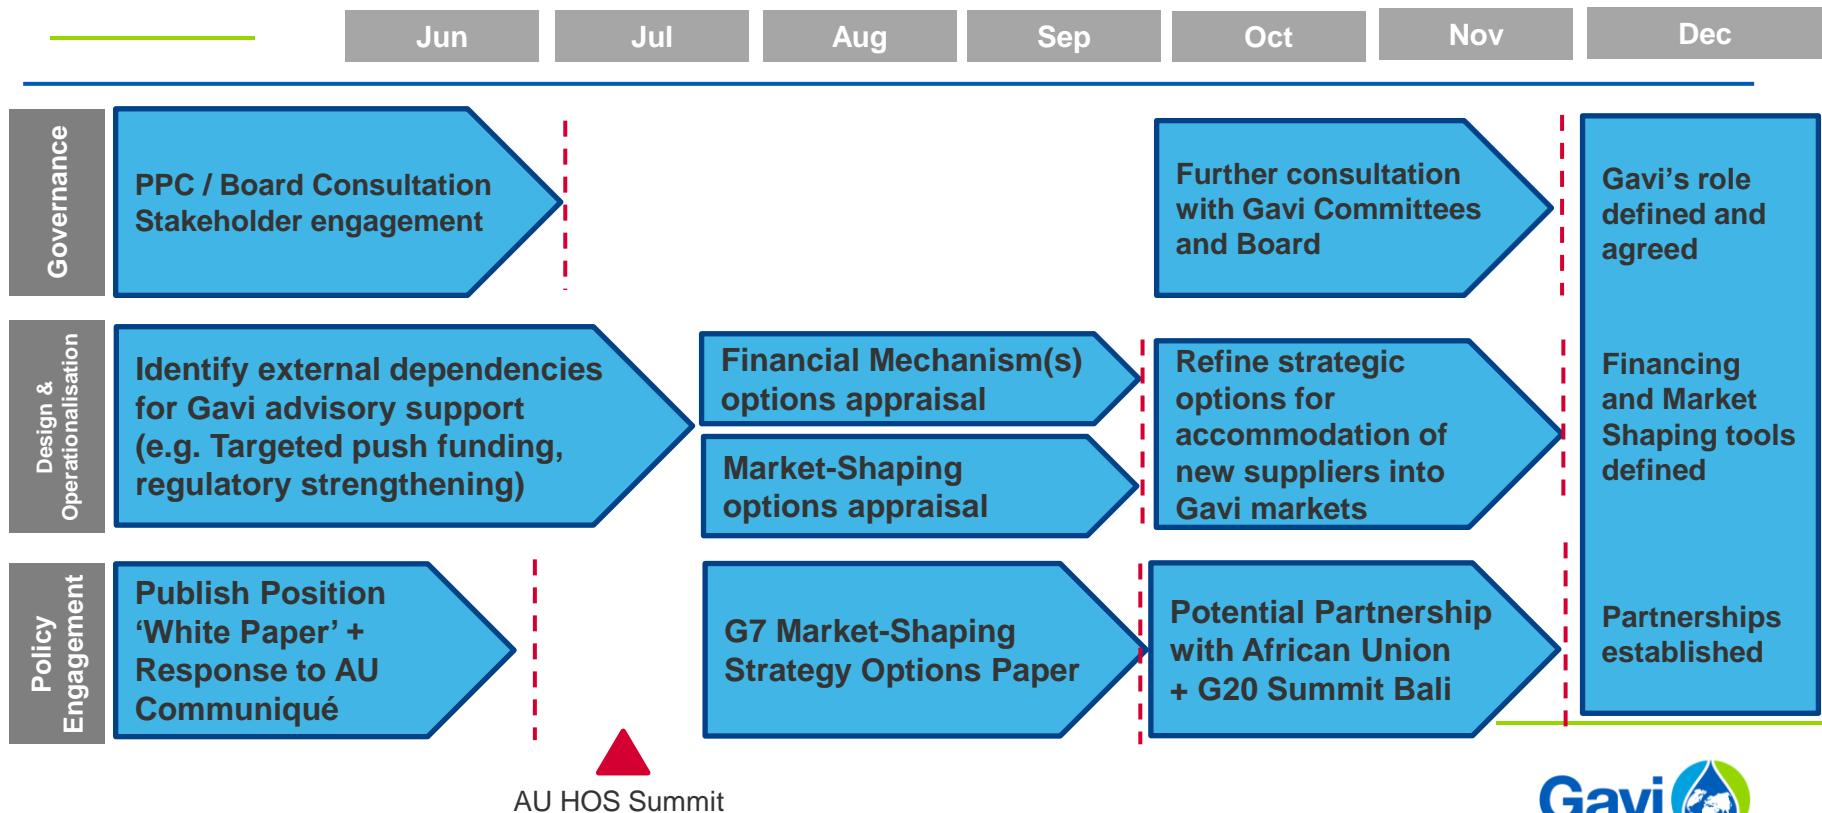 Jun
Jul
Aug
Sep
Oct
Nov
Dec
Governance
PPC / Board Consultation
Stakeholder engagement
Further consultation
with Gavi Committees
and Board
Gavi’s role
defined and
agreed
Design &
Operationalisation
Identify external dependencies
for Gavi advisory support
(e.g. Targeted push funding,
regulatory strengthening)
Financial Mechanism(s)
options appraisal
Market-Shaping
options appraisal
Refine strategic
options for
accommodation of
new suppliers into
Gavi markets
Financing
and Market
Shaping tools
defined
Policy
Engagement
Publish Position
‘White Paper’ +
Response to AU
Communiqué
G7 Market-Shaping
Strategy Options Paper
Potential Partnership
with African Union
+ G20 Summit Bali
Partnerships
established
AU HOS Summit
Gavi